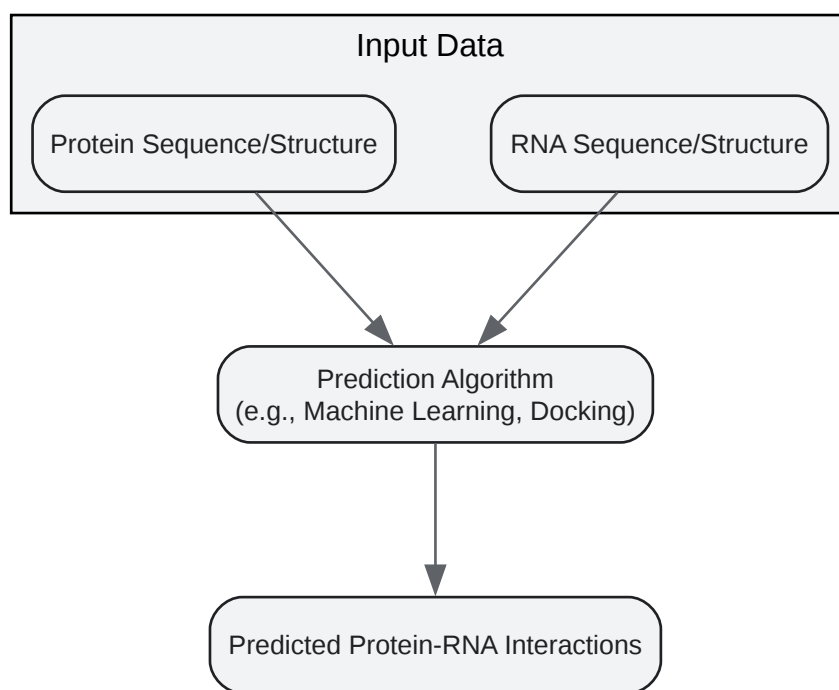 Input Data
Protein Sequence/Structure
RNA Sequence/Structure
Prediction Algorithm
(e.g., Machine Learning, Docking)
Predicted Protein-RNA Interactions